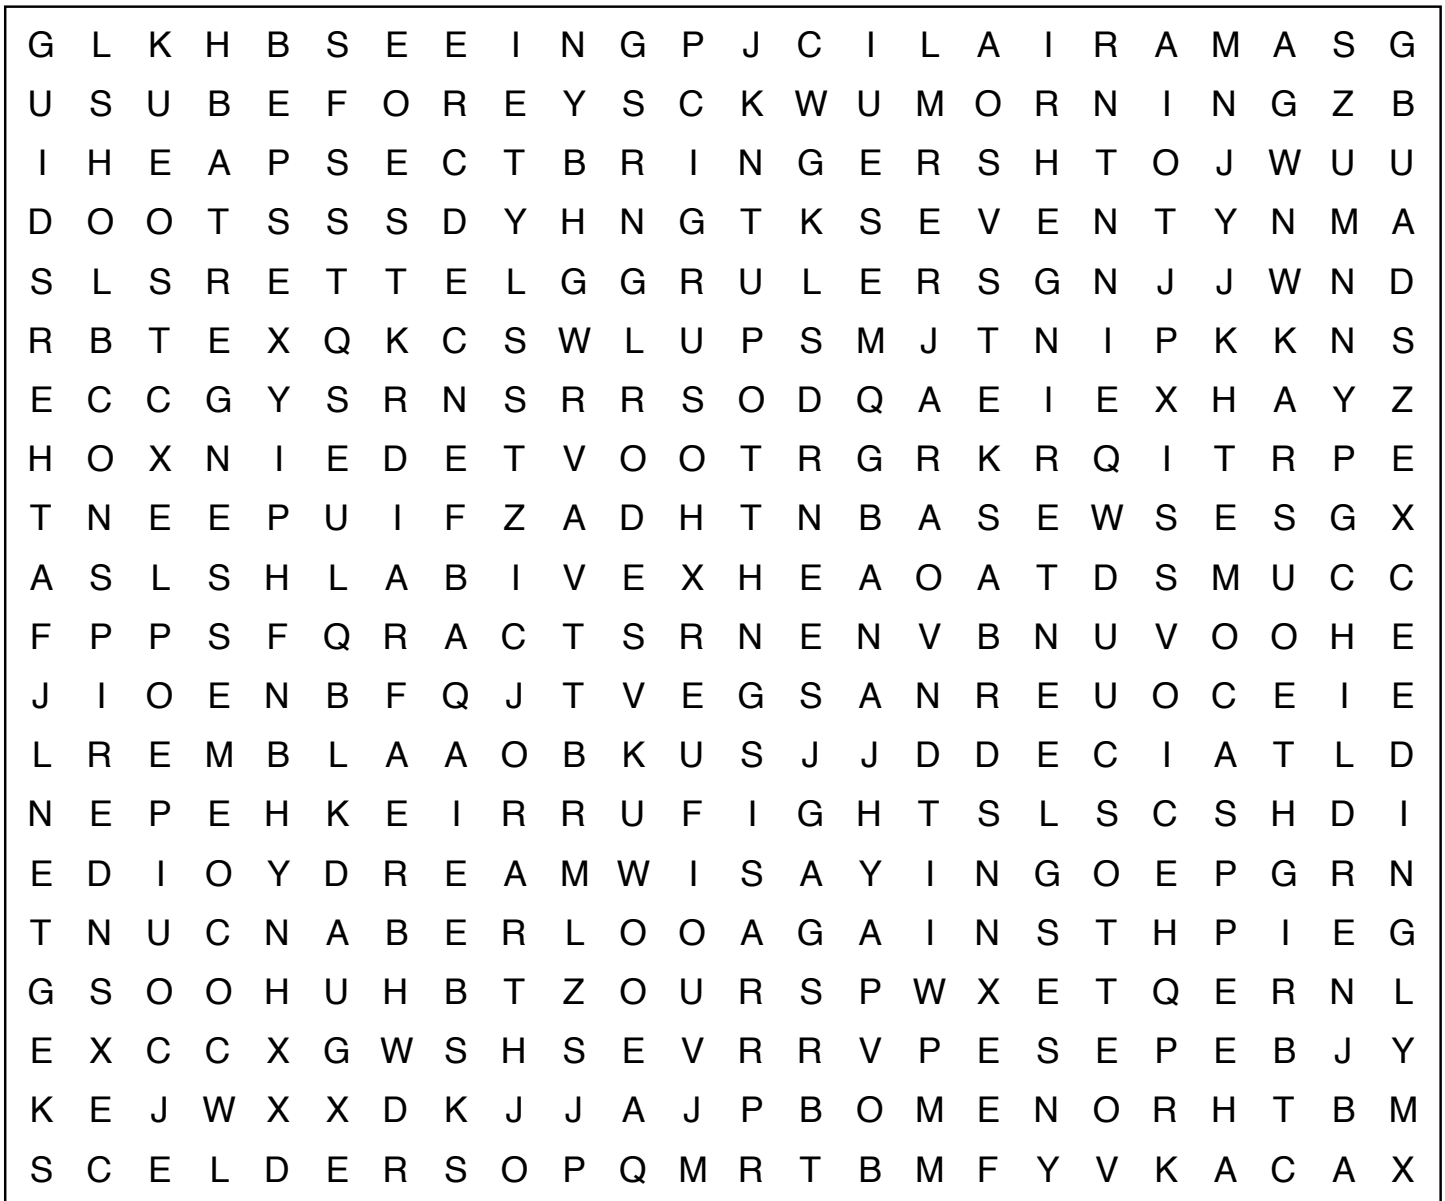 G L K H B S E E I N G P J C I L A I R A M A S G
U S U B E F O R E Y S C K W U M O R N I N G Z B
I H E A P S E C T B R I N G E R S H T O J W U U
D O O T S S S D Y H N G T K S E V E N T Y N M A
S L S R E T T E L G G R U L E R S G N J J W N D
R B T E X Q K C S W L U P S M J T N I P K K N S
E C C G Y S R N S R R S O D Q A E I E X H A Y Z
H O X N I E D E T V O O T R G R K R Q I T R P E
T N E E P U I F Z A D H T N B A S E W S E S G X
A S L S H L A B I V E X H E A O A T D S M U C C
F P P S F Q R A C T S R N E N V B N U V O O H E
J I O E N B F Q J T V E G S A N R E U O C E I E
L R E M B L A A O B K U S J J D D E C I A T L D
N E P E H K E I R R U F I G H T S L S C S H D I
E D I O Y D R E A M W I S A Y I N G O E P G R N
T N U C N A B E R L O O A G A I N S T H P I E G
G S O O H U H B T Z O U R S P W X E T Q E R N L
E X C C X G W S H S E V R R V P E S E P E B J Y
K E J W X X D K J J A J P B O M E N O R H T B M
S C E L D E R S O P Q M R T B M F Y V K A C A X